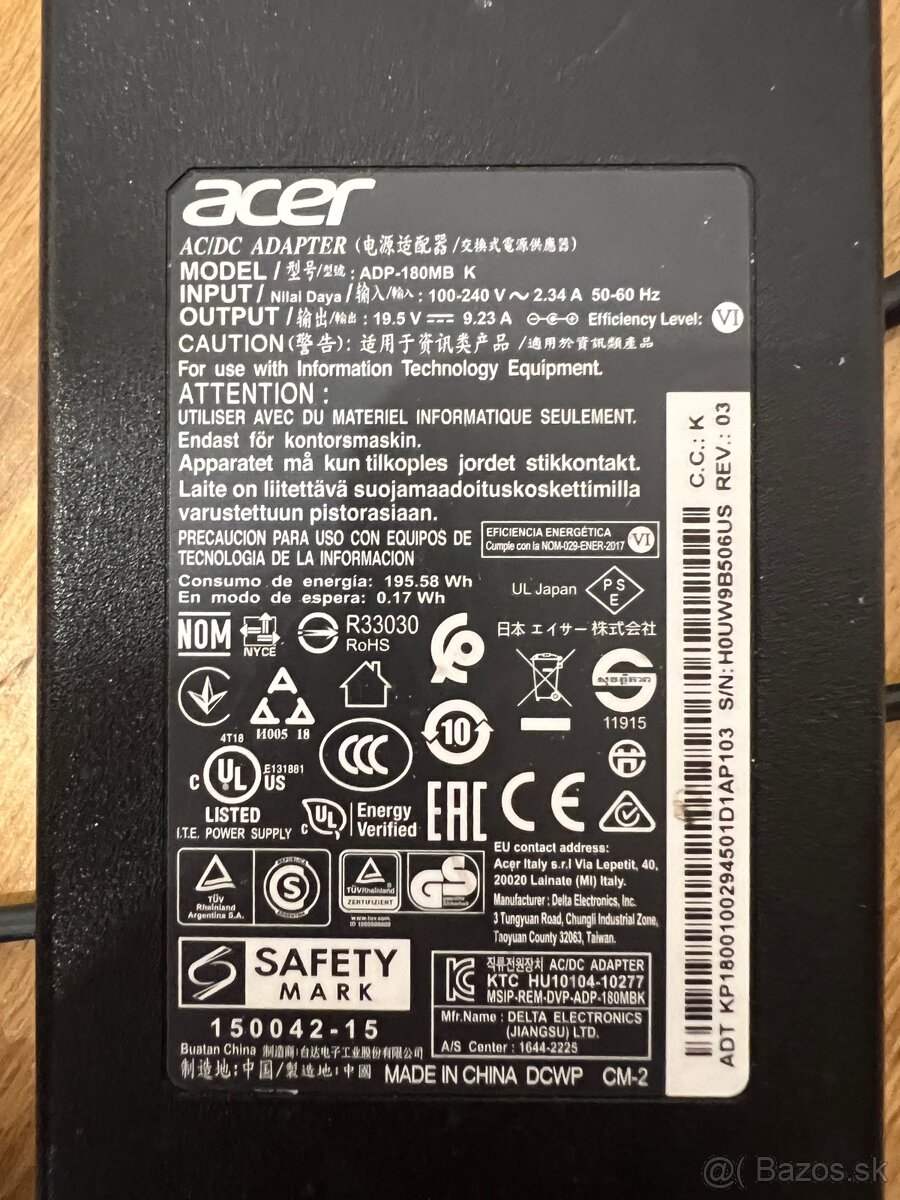 acer
AC/DC ADAPTER (电源适配器/交换式電源供應器)
MODEL / 型号/型號 : ADP-180MB K
INPUT / Nilai Daya / 输入/輸入 : 100-240 V ~ 2.34 A 50-60 Hz
OUTPUT / 输出/輸出 : 19.5 V ⎓ 9.23 A Efficiency Level: VI
CAUTION (警告): 适用于资讯类产品 /適用於資訊類產品
For use with Information Technology Equipment.
ATTENTION :
UTILISER AVEC DU MATERIEL INFORMATIQUE SEULEMENT.
Endast för kontorsmaskin.
Apparatet må kun tilkoples jordet stikkontakt.
Laite on liitettävä suojamaadoituskoskettimilla
varustettuun pistorasiaan.
PRECAUCION PARA USO CON EQUIPOS DE
TECNOLOGIA DE LA INFORMACION
EFICIENCIA ENERGÉTICA
Cumple con la NOM-029-ENER-2017 VI
Consumo de energía: 195.58 Wh
En modo de espera: 0.17 Wh
UL Japan P S E
日本 エイサー 株式会社
NOM NYCE R33030
RoHS
11915
И005 18
10
4T18
C UL US E131881
LISTED
I.T.E. POWER SUPPLY
CCC
C UL Energy
Verified
EAC CE
EU contact address:
Acer Italy s.r.l Via Lepetit, 40,
20020 Lainate (MI) Italy.
Manufacturer : Delta Electronics, Inc.
3 Tungyuan Road, Chungli Industrial Zone,
Taoyuan County 32063, Taiwan.
TÜV
Rheinland
Argentina S.A.
REPUBLICA
S
ARGENTINA
TÜVRheinland
ZERTIFIZIERT
www.tuv.com
GS
SAFETY
MARK
150042-15
직류전원장치 AC/DC ADAPTER
KTC HU10104-10277
MSIP-REM-DVP-ADP-180MBK
Mfr.Name : DELTA ELECTRONICS
(JIANGSU) LTD.
A/S Center : 1644-2225
Buatan China 制造商:台达电子工业股份有限公司
制造地:中国/製造地:中國 MADE IN CHINA DCWP CM-2
ADT KP1800100294501D1AP103 S/N:H0UW9B506US REV.: 03
C.C.: K
@( Bazos.sk